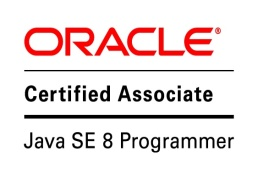 ORACLE®
Certified Associate
Java SE 8 Programmer